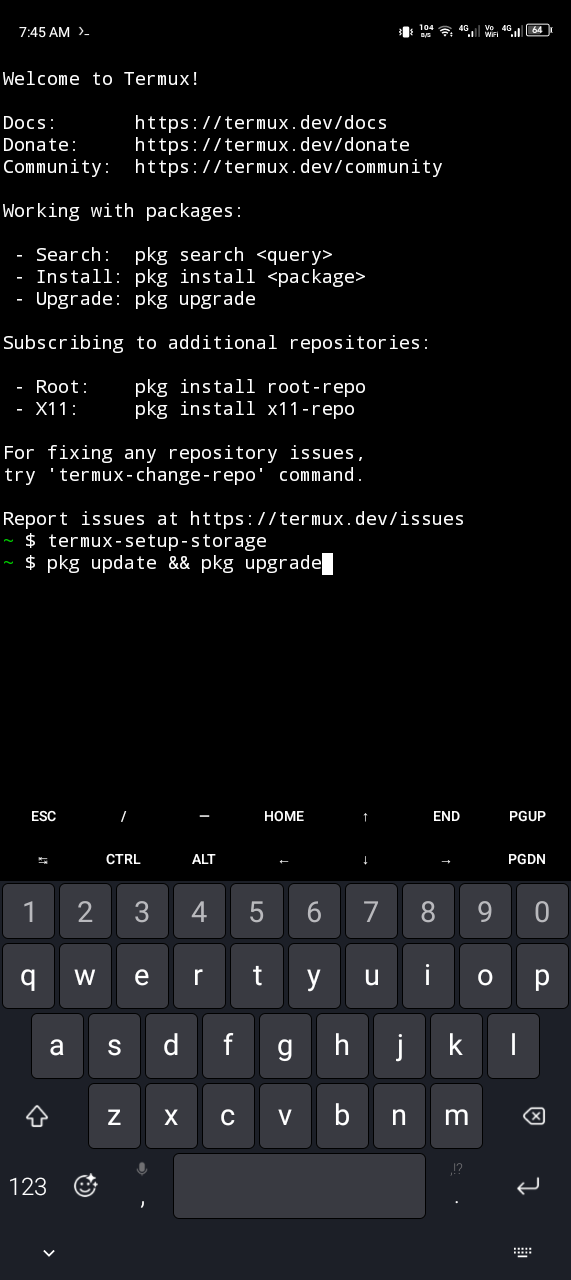 7:45 AM
104 B/S 4G Vo WiFi 4G 64
Welcome to Termux!
Docs:       https://termux.dev/docs
Donate:     https://termux.dev/donate
Community:  https://termux.dev/community
Working with packages:
 - Search:  pkg search <query>
 - Install: pkg install <package>
 - Upgrade: pkg upgrade
Subscribing to additional repositories:
 - Root:    pkg install root-repo
 - X11:     pkg install x11-repo
For fixing any repository issues,
try 'termux-change-repo' command.
Report issues at https://termux.dev/issues
~ $ termux-setup-storage
~ $ pkg update && pkg upgrade
ESC / — HOME ↑ END PGUP
↹ CTRL ALT ← ↓ → PGDN
1 2 3 4 5 6 7 8 9 0
q w e r t y u i o p
a s d f g h j k l
z x c v b n m
,!?
123 , .